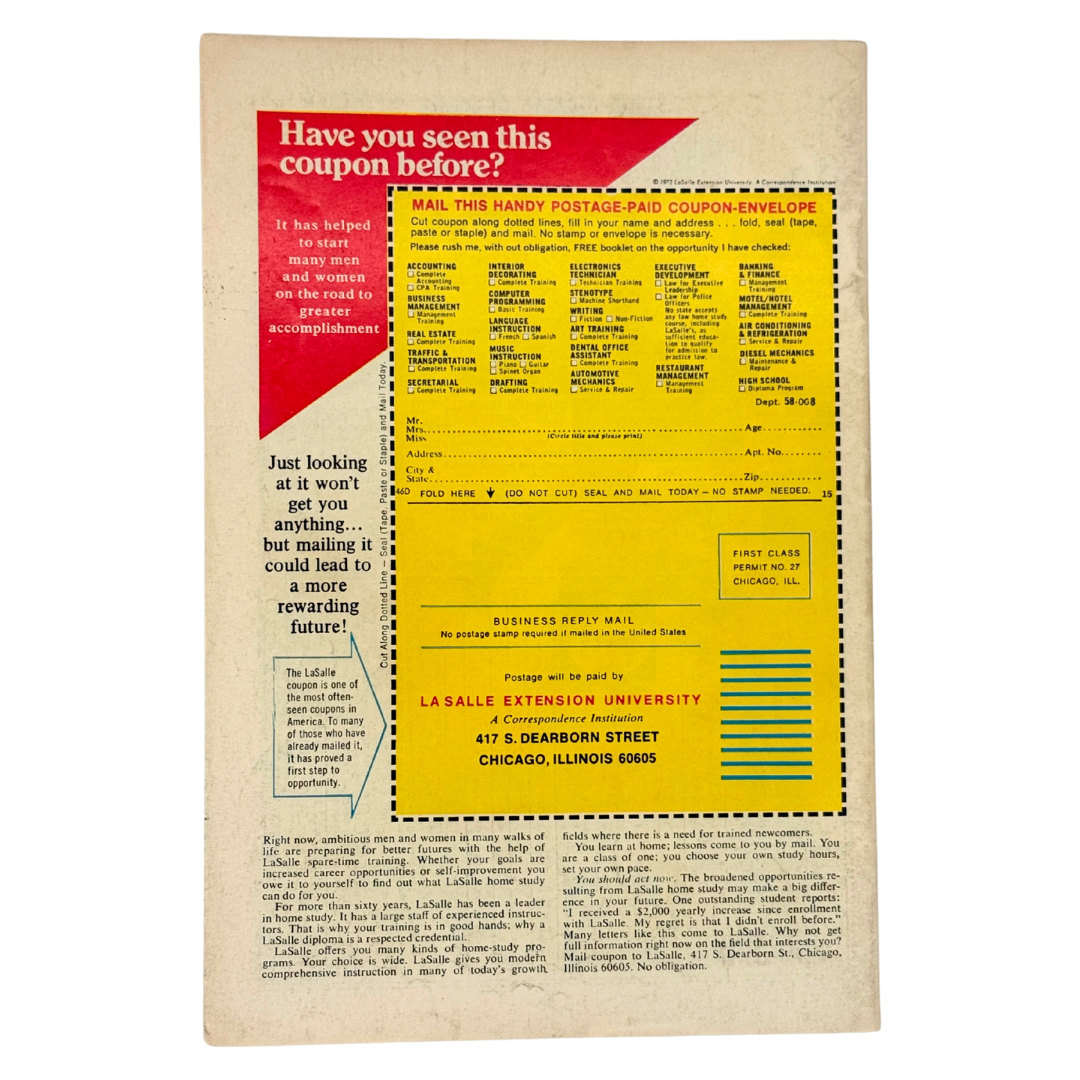 Have you seen this
coupon before?
© 1972 LaSalle Extension University. A Correspondence Institution
It has helped
to start
many men
and women
on the road to
greater
accomplishment
Just looking
at it won't
get you
anything...
but mailing it
could lead to
a more
rewarding
future!
The LaSalle
coupon is one of
the most often-
seen coupons in
America. To many
of those who have
already mailed it,
it has proved a
first step to
opportunity.
Cut Along Dotted Line — Seal (Tape, Paste or Staple) and Mail Today.
MAIL THIS HANDY POSTAGE-PAID COUPON-ENVELOPE
Cut coupon along dotted lines, fill in your name and address . . . fold, seal (tape,
paste or staple) and mail. No stamp or envelope is necessary.
Please rush me, with out obligation, FREE booklet on the opportunity I have checked:
ACCOUNTING
Complete
Accounting
CPA Training
BUSINESS
MANAGEMENT
Management
Training
REAL ESTATE
Complete Training
TRAFFIC &
TRANSPORTATION
Complete Training
SECRETARIAL
Complete Training
INTERIOR
DECORATING
Complete Training
COMPUTER
PROGRAMMING
Basic Training
LANGUAGE
INSTRUCTION
French Spanish
MUSIC
INSTRUCTION
Piano Guitar
Spinet Organ
DRAFTING
Complete Training
ELECTRONICS
TECHNICIAN
Technician Training
STENOTYPE
Machine Shorthand
WRITING
Fiction Non-Fiction
ART TRAINING
Complete Training
DENTAL OFFICE
ASSISTANT
Complete Training
AUTOMOTIVE
MECHANICS
Service & Repair
EXECUTIVE
DEVELOPMENT
Law for Executive
Leadership
Law for Police
Officers
No state accepts
any law home study
course, including
LaSalle's, as
sufficient educa-
tion to qualify
for admission to
practice law.
RESTAURANT
MANAGEMENT
Management
Training
BANKING
& FINANCE
Management
Training
MOTEL/HOTEL
MANAGEMENT
Complete Training
AIR CONDITIONING
& REFRIGERATION
Service & Repair
DIESEL MECHANICS
Maintenance &
Repair
HIGH SCHOOL
Diploma Program
Dept. 58-008
Mr.
Mrs. Age
Miss (Circle title and please print)
Address Apt. No.
City &
State Zip
46D FOLD HERE (DO NOT CUT) SEAL AND MAIL TODAY — NO STAMP NEEDED. 15
FIRST CLASS
PERMIT NO. 27
CHICAGO, ILL.
BUSINESS REPLY MAIL
No postage stamp required if mailed in the United States
Postage will be paid by
LA SALLE EXTENSION UNIVERSITY
A Correspondence Institution
417 S. DEARBORN STREET
CHICAGO, ILLINOIS 60605
Right now, ambitious men and women in many walks of
life are preparing for better futures with the help of
LaSalle spare-time training. Whether your goals are
increased career opportunities or self-improvement you
owe it to yourself to find out what LaSalle home study
can do for you.
For more than sixty years, LaSalle has been a leader
in home study. It has a large staff of experienced instruc-
tors. That is why your training is in good hands; why a
LaSalle diploma is a respected credential.
LaSalle offers you many kinds of home-study pro-
grams. Your choice is wide. LaSalle gives you modern
comprehensive instruction in many of today's growth
fields where there is a need for trained newcomers.
You learn at home; lessons come to you by mail. You
are a class of one; you choose your own study hours,
set your own pace.
You should act now. The broadened opportunities re-
sulting from LaSalle home study may make a big differ-
ence in your future. One outstanding student reports:
"I received a $2,000 yearly increase since enrollment
with LaSalle. My regret is that I didn't enroll before."
Many letters like this come to LaSalle. Why not get
full information right now on the field that interests you?
Mail coupon to LaSalle, 417 S. Dearborn St., Chicago,
Illinois 60605. No obligation.